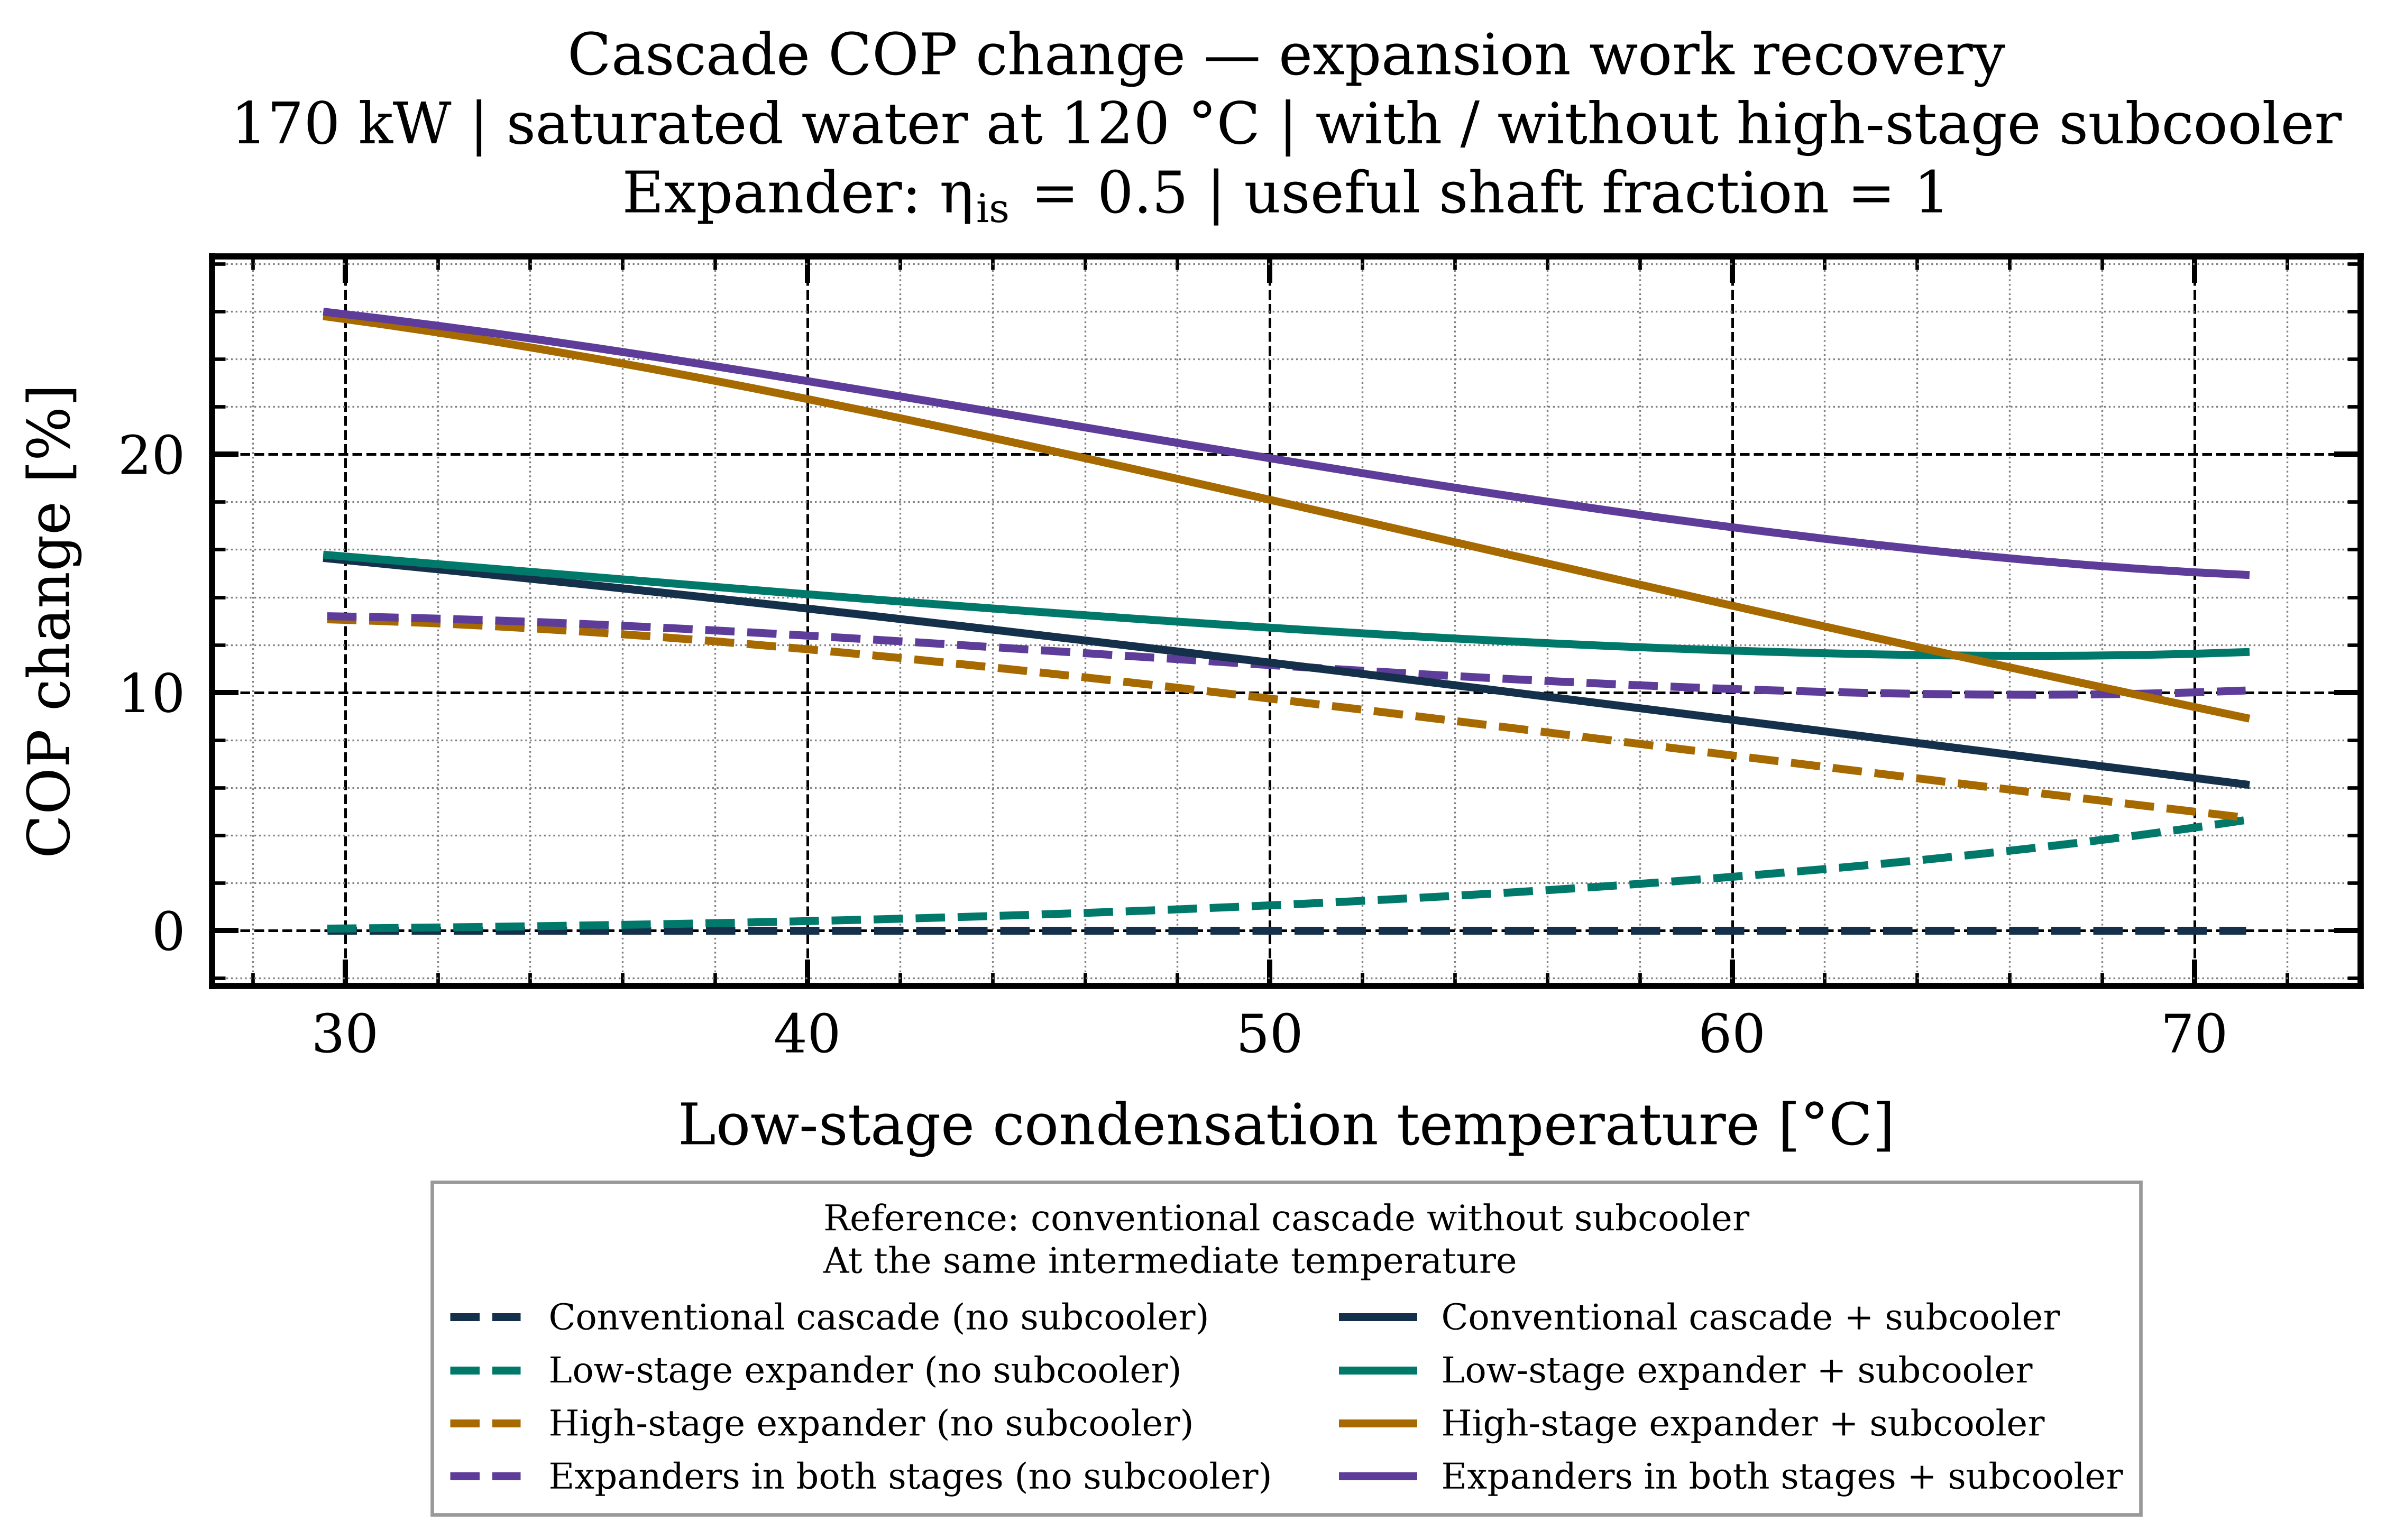 Cascade COP change — expansion work recovery
170 kW | saturated water at 120 °C | with / without high-stage subcooler
Expander: ηis = 0.5 | useful shaft fraction = 1
COP change [%]
20
10
0
30 40 50 60 70
Low-stage condensation temperature [°C]
Reference: conventional cascade without subcooler
At the same intermediate temperature
Conventional cascade (no subcooler)
Low-stage expander (no subcooler)
High-stage expander (no subcooler)
Expanders in both stages (no subcooler)
Conventional cascade + subcooler
Low-stage expander + subcooler
High-stage expander + subcooler
Expanders in both stages + subcooler